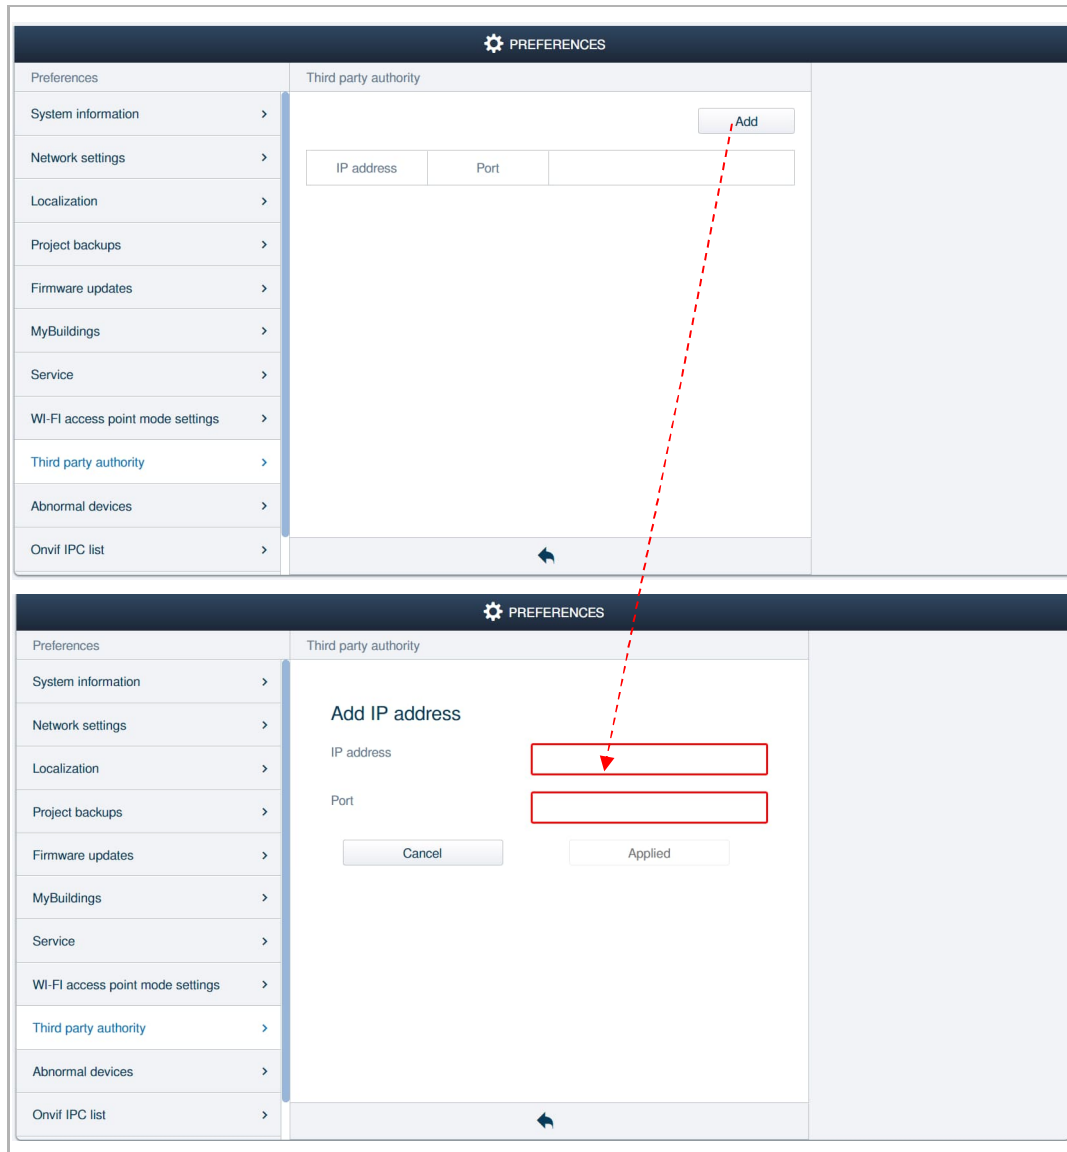 PREFERENCES
Preferences
Third party authority
System information
Add
Network settings
IP address
Port
Localization
Project backups
Firmware updates
MyBuildings
Service
WI-FI access point mode settings
Third party authority
Abnormal devices
Onvif IPC list
PREFERENCES
Preferences
Third party authority
System information
Add IP address
Network settings
IP address
Localization
Port
Project backups
Firmware updates
Cancel
Applied
MyBuildings
Service
WI-FI access point mode settings
Third party authority
Abnormal devices
Onvif IPC list